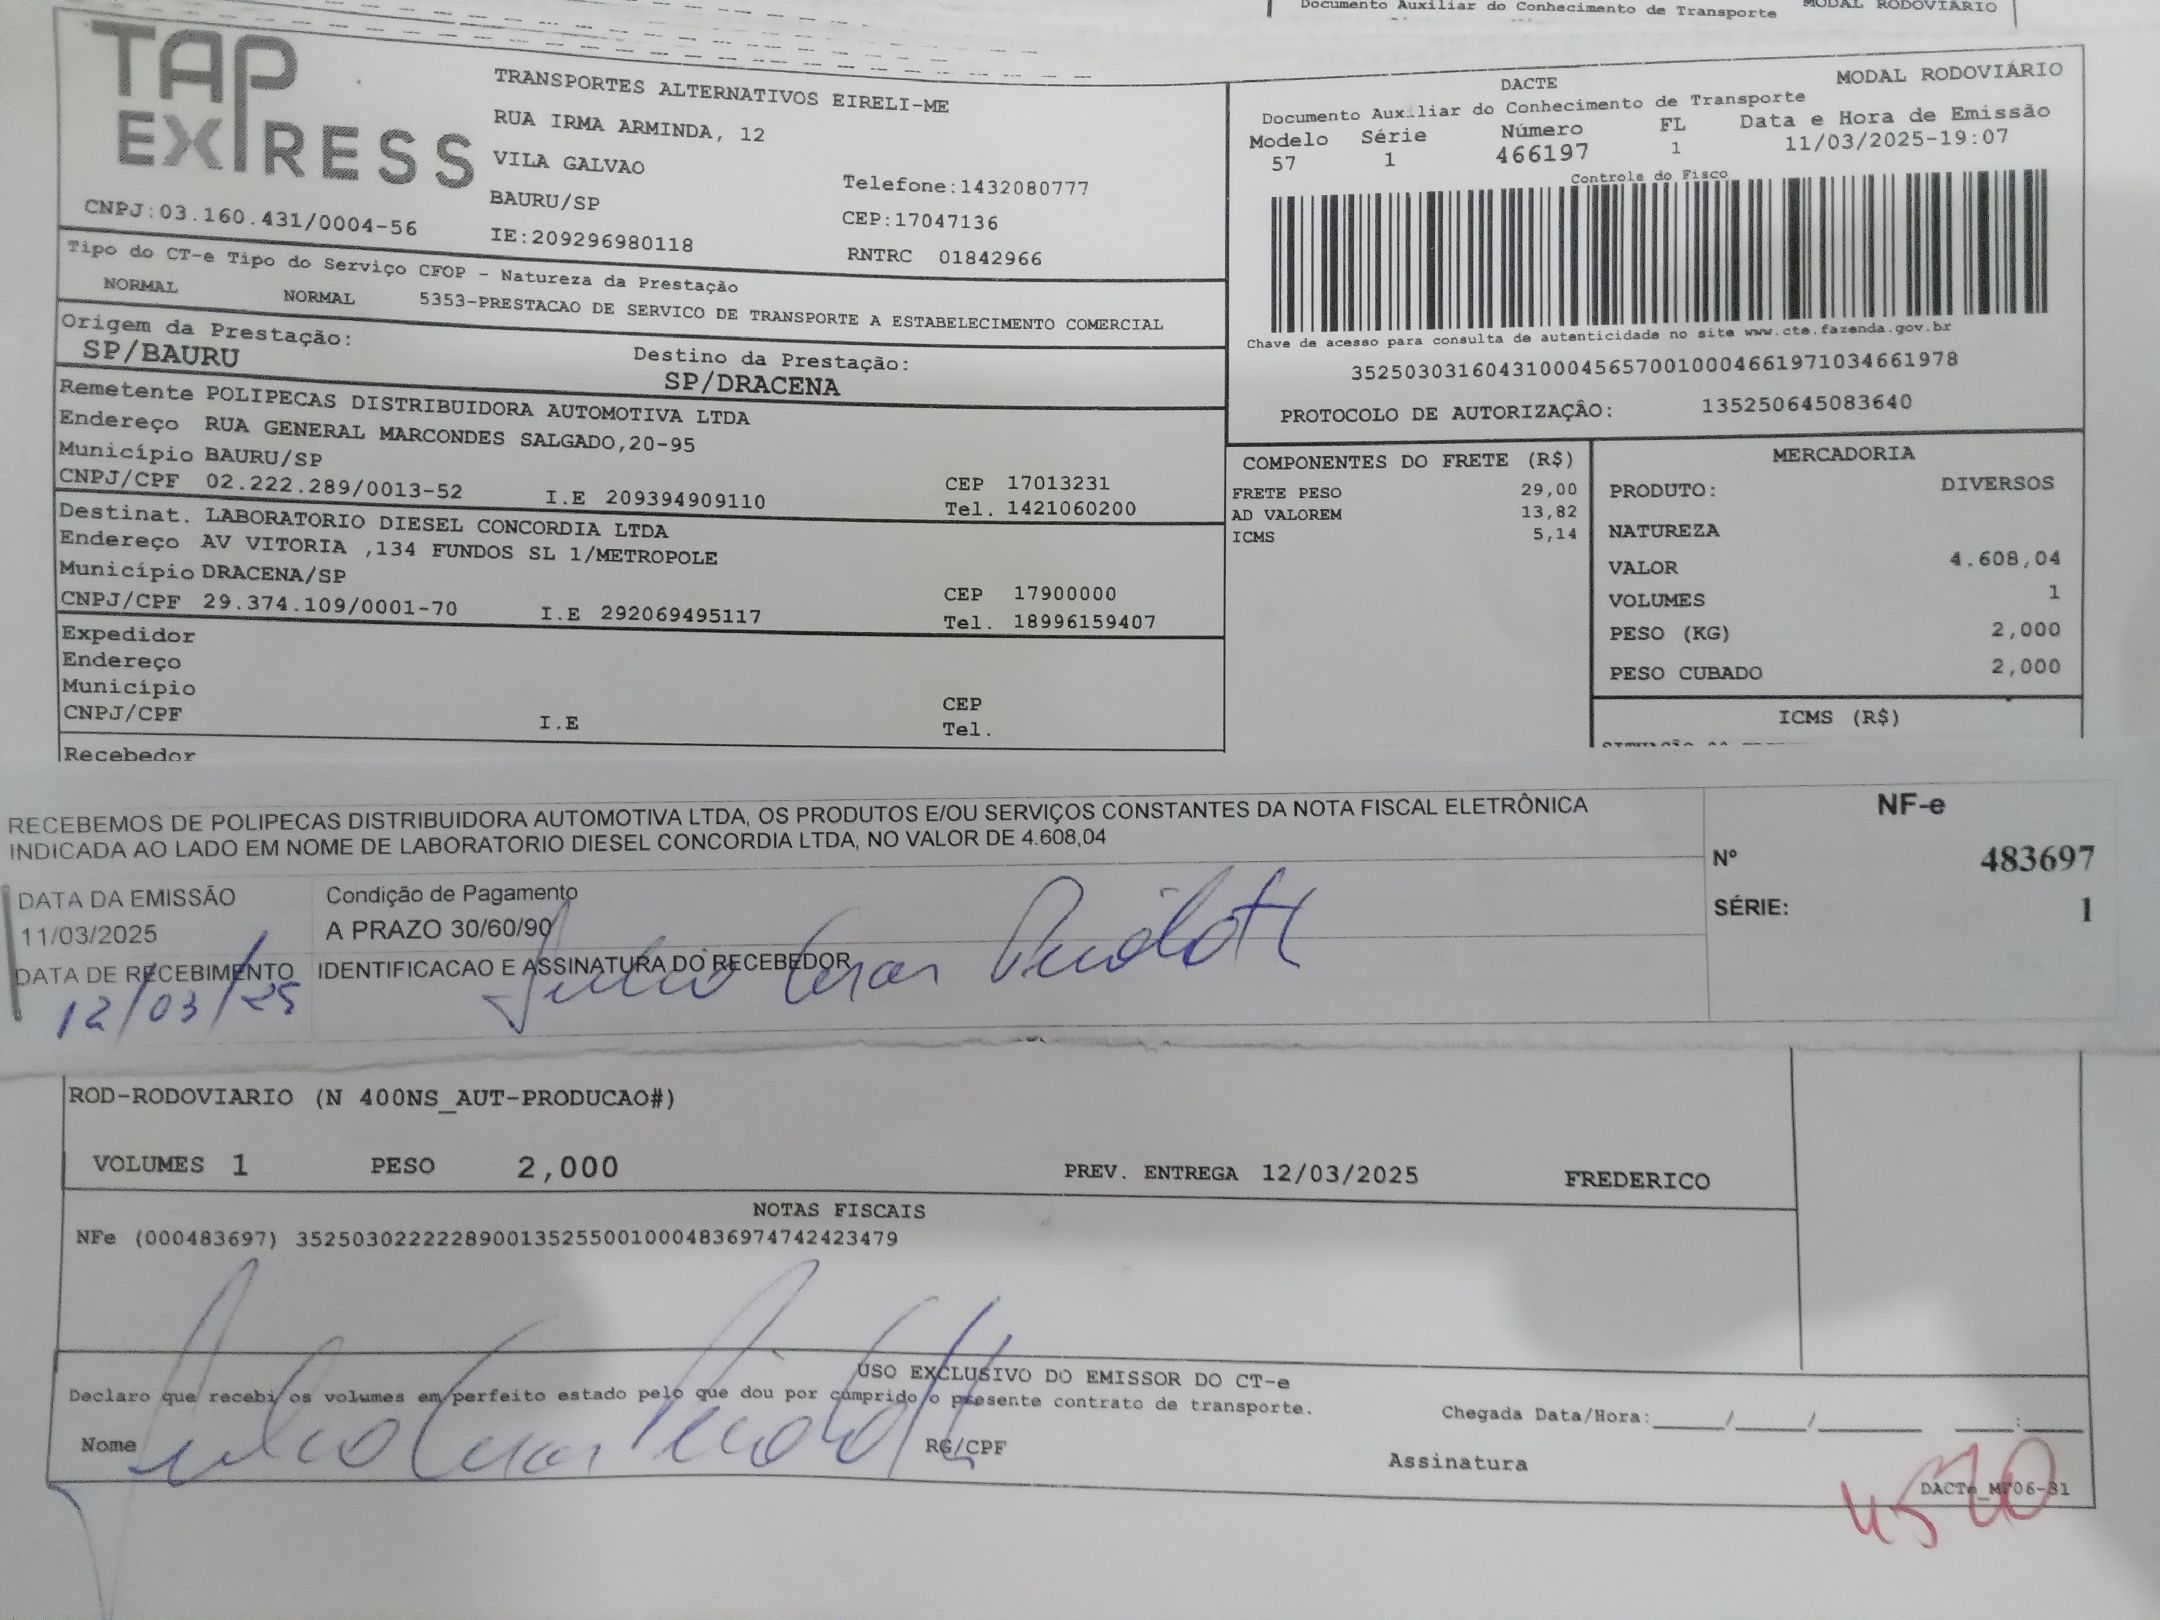 Documento Auxiliar do Conhecimento de Transporte MODAL RODOVIÁRIO
TAP EXPRESS
CNPJ:03.160.431/0004-56
TRANSPORTES ALTERNATIVOS EIRELI-ME
RUA IRMA ARMINDA, 12
VILA GALVAO
BAURU/SP
IE:209296980118
Telefone:1432080777
CEP:17047136
RNTRC 01842966
DACTE MODAL RODOVIÁRIO
Documento Auxiliar do Conhecimento de Transporte
Modelo Série Número FL Data e Hora de Emissão
57 1 466197 1 11/03/2025-19:07
Controle do Fisco
Chave de acesso para consulta de autenticidade no site www.cte.fazenda.gov.br
35250303160431000456570010004661971034661978
PROTOCOLO DE AUTORIZAÇÃO: 135250645083640
Tipo do CT-e Tipo do Serviço CFOP - Natureza da Prestação
NORMAL NORMAL 5353-PRESTACAO DE SERVICO DE TRANSPORTE A ESTABELECIMENTO COMERCIAL
Origem da Prestação: Destino da Prestação:
SP/BAURU SP/DRACENA
Remetente POLIPECAS DISTRIBUIDORA AUTOMOTIVA LTDA
Endereço RUA GENERAL MARCONDES SALGADO,20-95
Município BAURU/SP CEP 17013231
CNPJ/CPF 02.222.289/0013-52 I.E 209394909110 Tel. 1421060200
Destinat. LABORATORIO DIESEL CONCORDIA LTDA
Endereço AV VITORIA ,134 FUNDOS SL 1/METROPOLE
Município DRACENA/SP CEP 17900000
CNPJ/CPF 29.374.109/0001-70 I.E 292069495117 Tel. 18996159407
Expedidor
Endereço
Município CEP
CNPJ/CPF I.E Tel.
Recebedor
COMPONENTES DO FRETE (R$)
FRETE PESO 29,00
AD VALOREM 13,82
ICMS 5,14
MERCADORIA
PRODUTO: DIVERSOS
NATUREZA
VALOR 4.608,04
VOLUMES 1
PESO (KG) 2,000
PESO CUBADO 2,000
ICMS (R$)
RECEBEMOS DE POLIPECAS DISTRIBUIDORA AUTOMOTIVA LTDA, OS PRODUTOS E/OU SERVIÇOS CONSTANTES DA NOTA FISCAL ELETRÔNICA
INDICADA AO LADO EM NOME DE LABORATORIO DIESEL CONCORDIA LTDA, NO VALOR DE 4.608,04
NF-e
Nº 483697
SÉRIE: 1
DATA DA EMISSÃO Condição de Pagamento
11/03/2025 A PRAZO 30/60/90
DATA DE RECEBIMENTO IDENTIFICACAO E ASSINATURA DO RECEBEDOR
12/03/25
ROD-RODOVIARIO (N 400NS_AUT-PRODUCAO#)
VOLUMES 1 PESO 2,000 PREV. ENTREGA 12/03/2025 FREDERICO
NOTAS FISCAIS
NFe (000483697) 35250302222289001352550010004836974742423479
USO EXCLUSIVO DO EMISSOR DO CT-e
Declaro que recebi os volumes em perfeito estado pelo que dou por cumprido o presente contrato de transporte.
Chegada Data/Hora:____/____/______ ____:____
Nome RG/CPF Assinatura